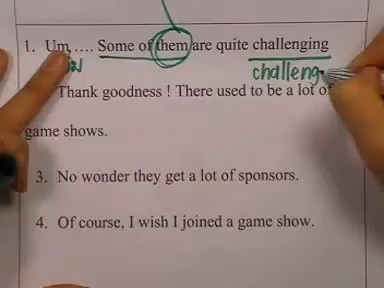 1. Um, .... Some of them are quite challenging
challeng
Thank goodness ! There used to be a lot of
game shows.
3. No wonder they get a lot of sponsors.
4. Of course, I wish I joined a game show.